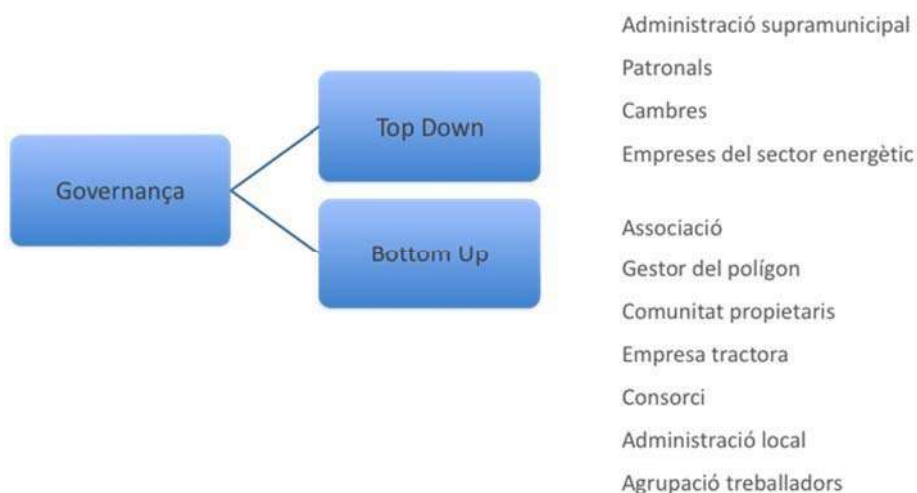 Governança
Top Down
Bottom Up
Administració supramunicipal
Patronals
Cambres
Empreses del sector energètic
Associació
Gestor del polígon
Comunitat propietaris
Empresa tractora
Consorci
Administració local
Agrupació treballadors